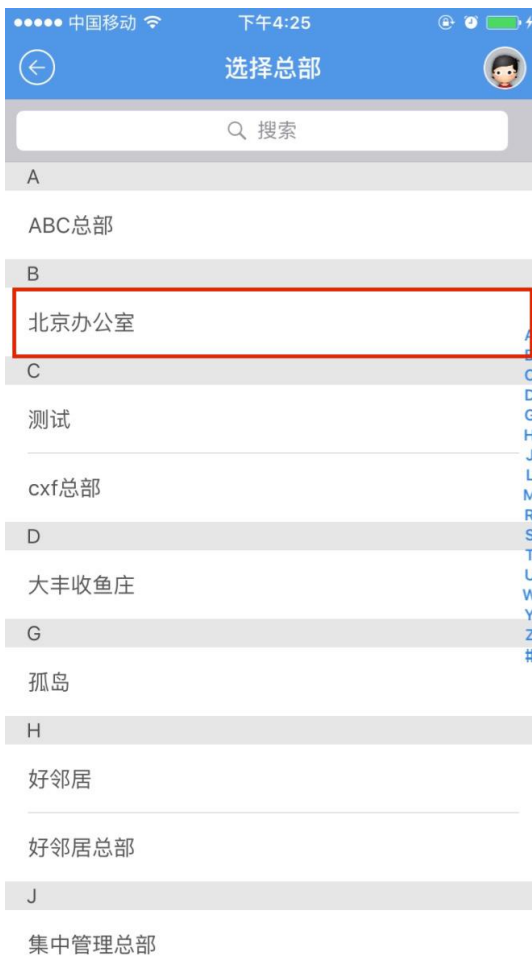 中国移动 下午4:25
选择总部
搜索
A
ABC总部
B
北京办公室
C
测试
cxf总部
D
大丰收鱼庄
G
孤岛
H
好邻居
好邻居总部
J
集中管理总部
A
B
C
D
G
H
J
L
M
R
S
T
U
W
Y
Z
#